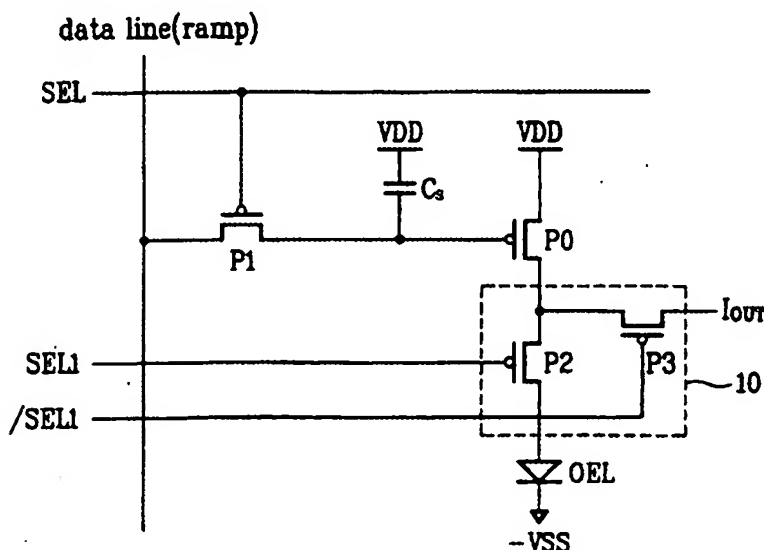 data line(ramp)
SEL
VDD
VDD
Cs
P1
P0
IOUT
SEL1
P2
P3
10
/SEL1
OEL
-VSS